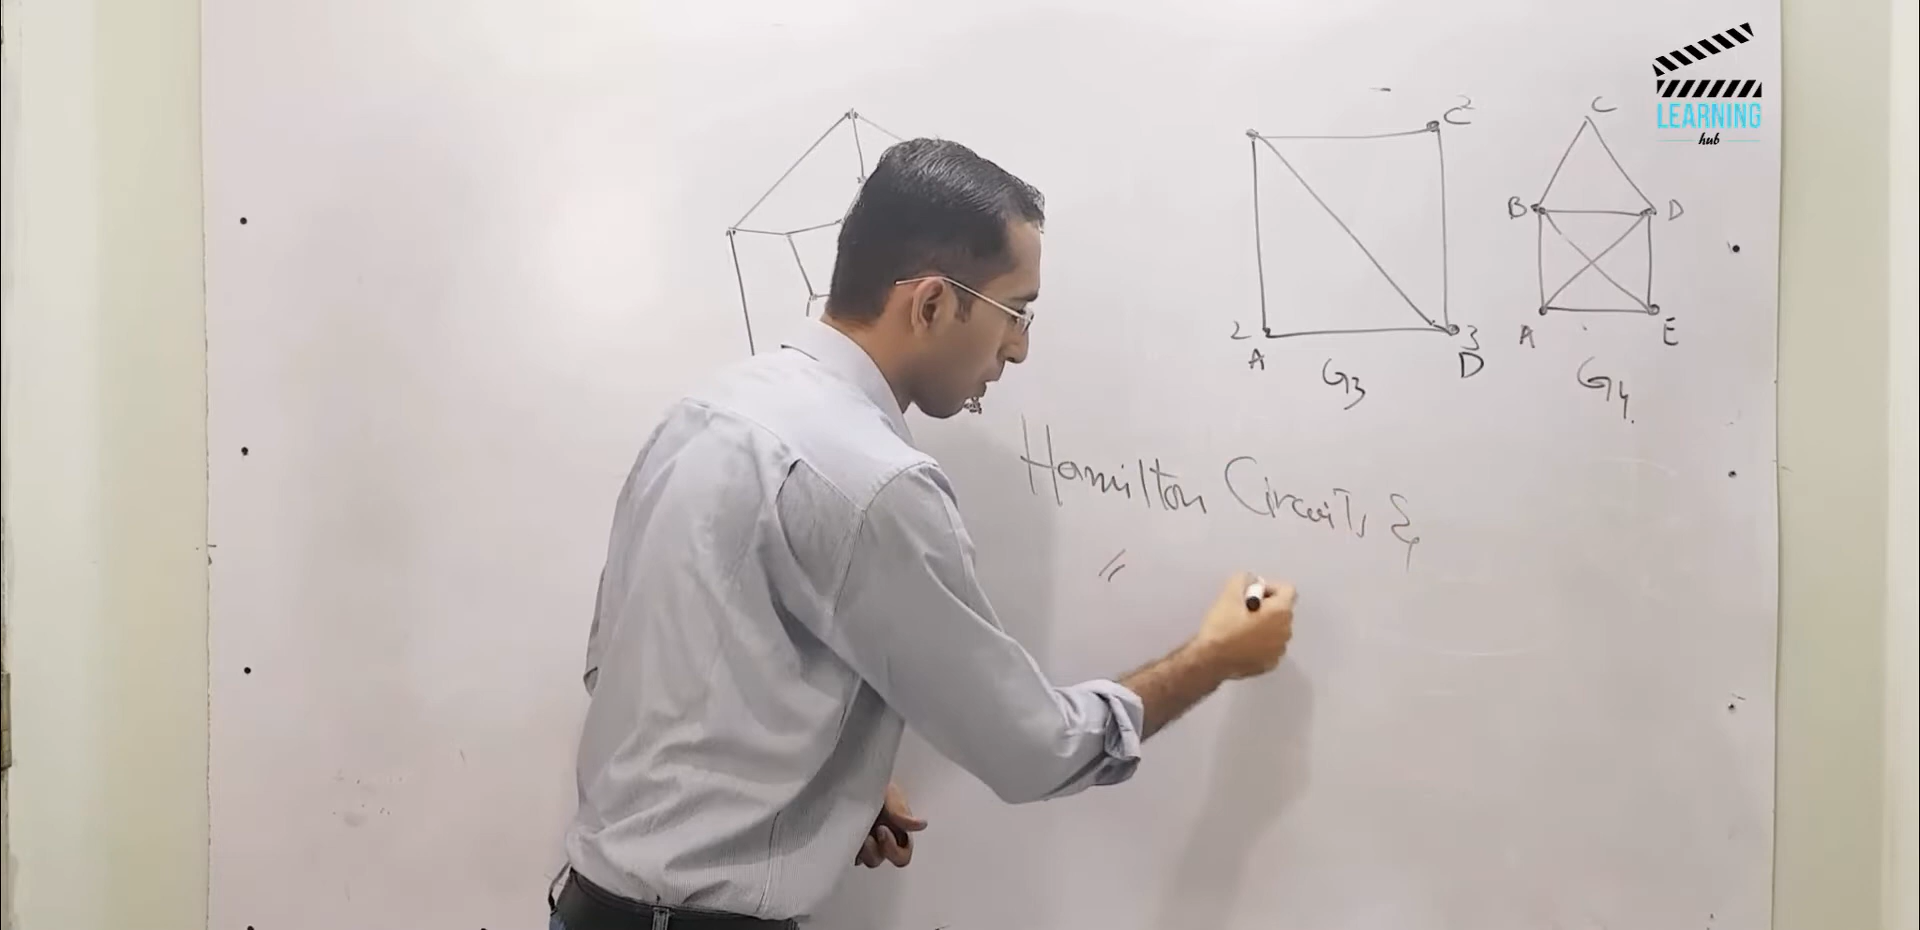 LEARNING
hub
C 2
C
B
D
2
A
3
D
A
E
G3
G4
Hamilton Circuits &
〃